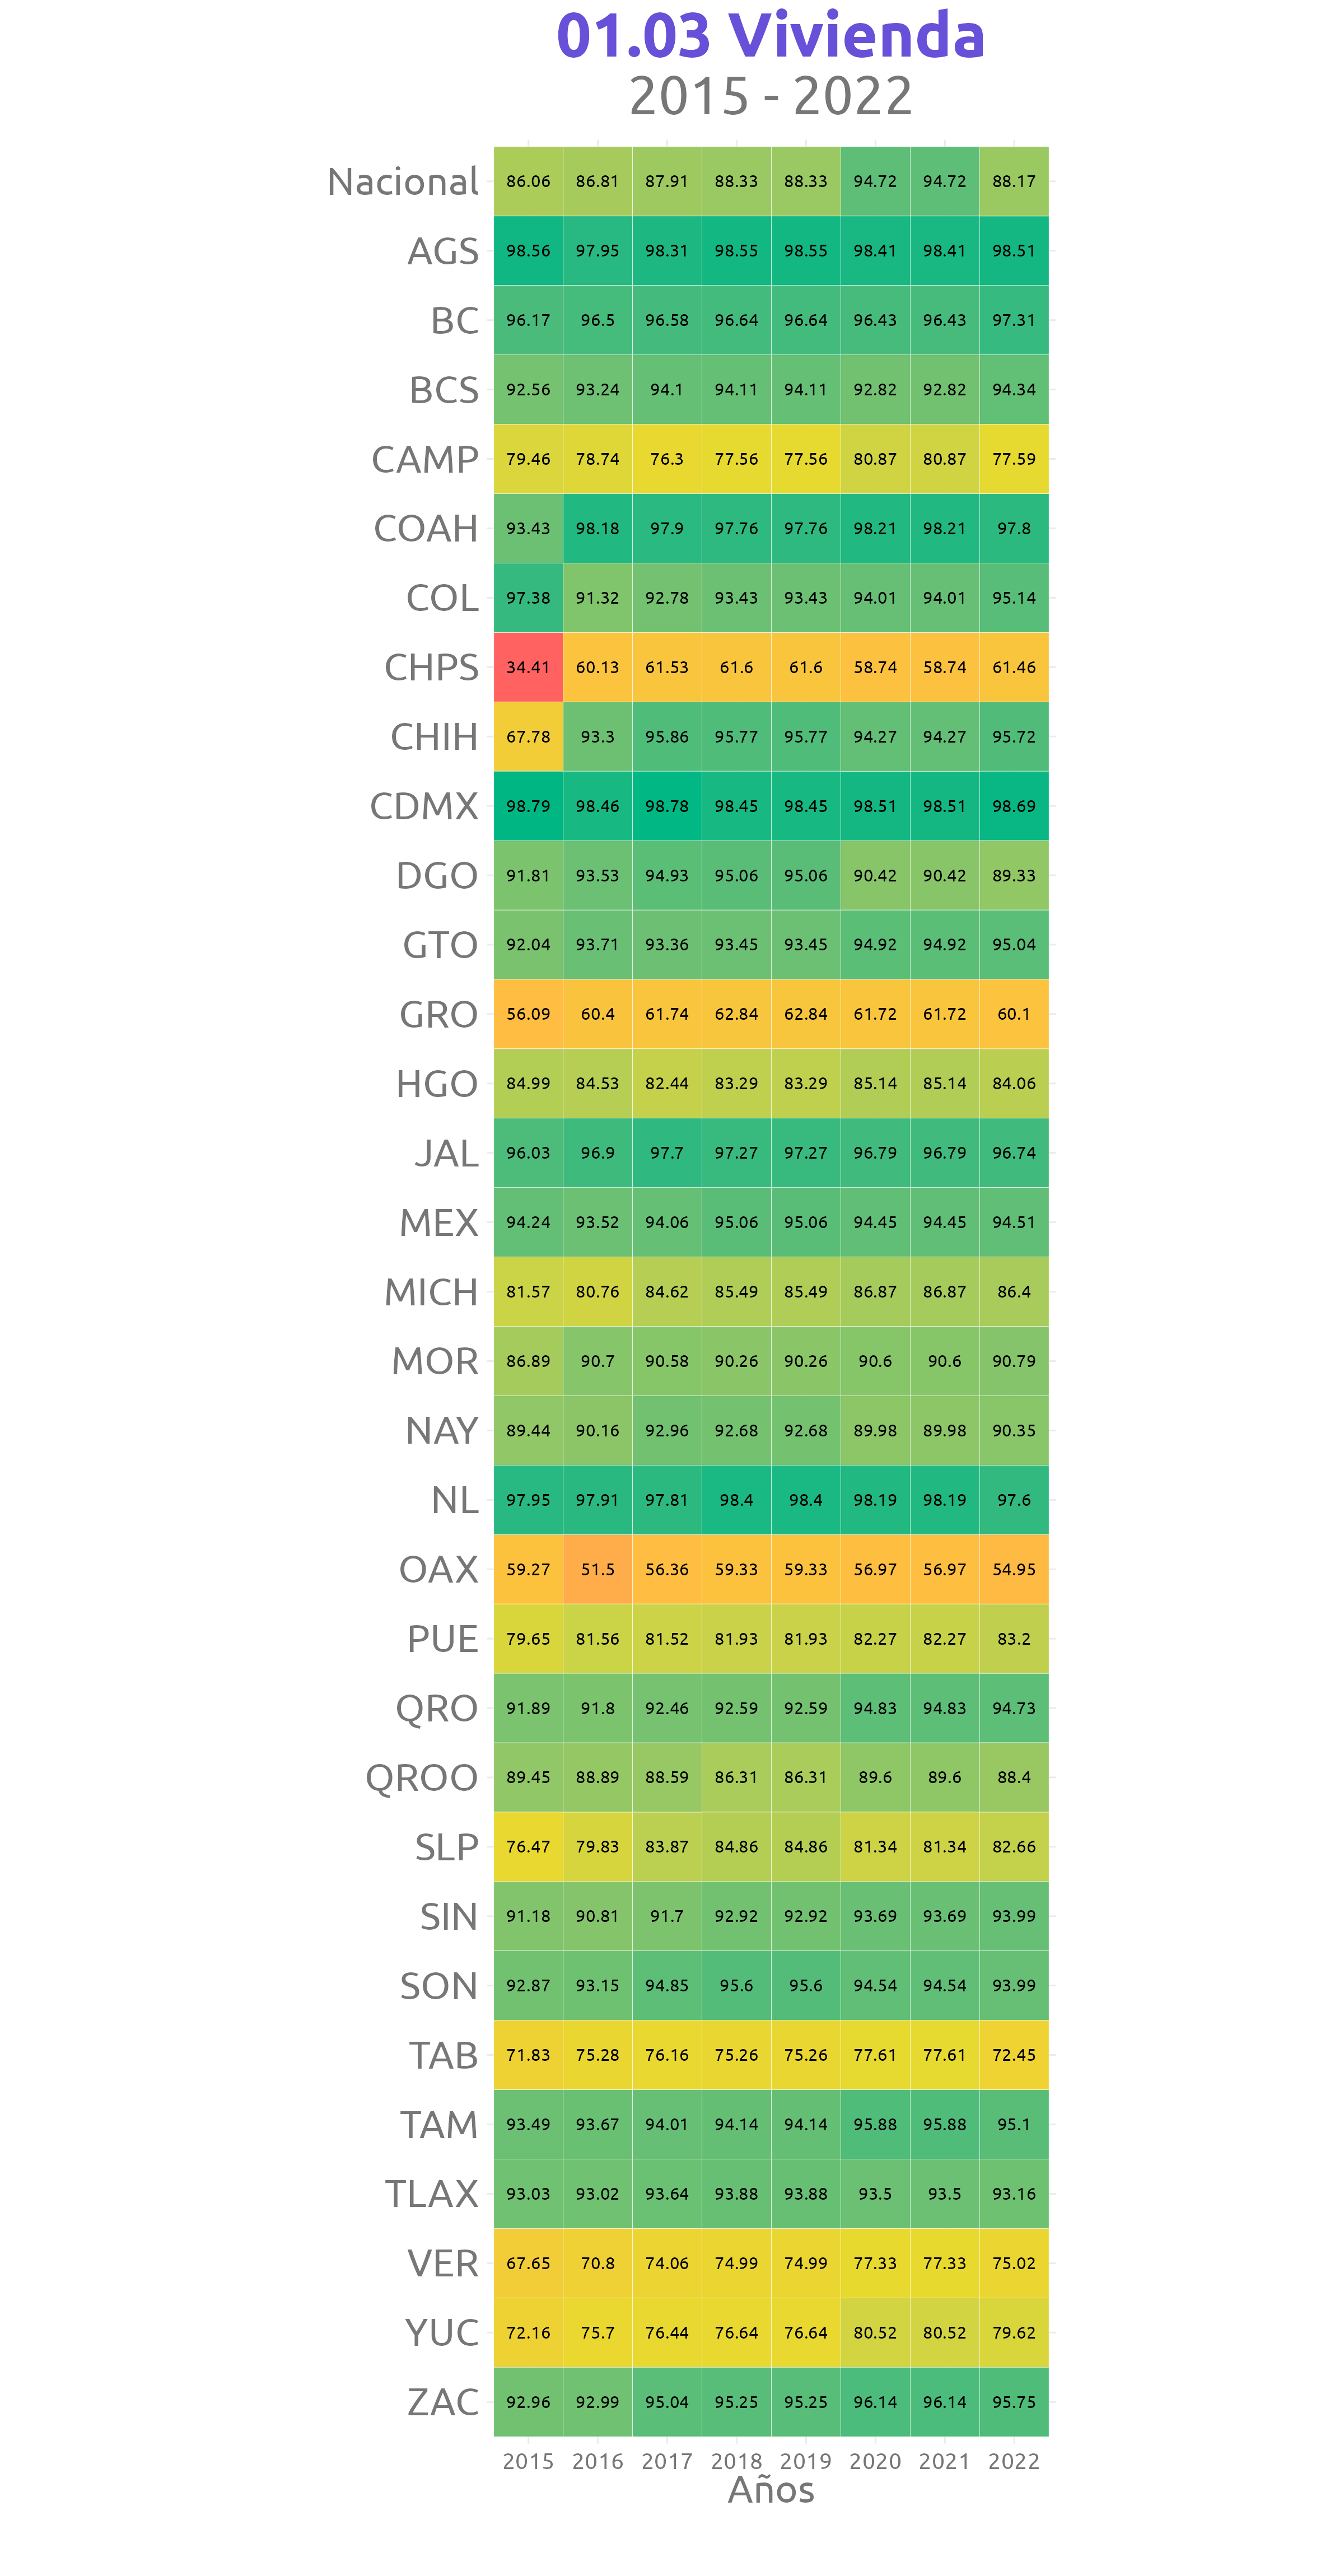 01.03 Vivienda
2015 - 2022
Nacional 86.06 86.81 87.91 88.33 88.33 94.72 94.72 88.17
AGS 98.56 97.95 98.31 98.55 98.55 98.41 98.41 98.51
BC 96.17 96.5 96.58 96.64 96.64 96.43 96.43 97.31
BCS 92.56 93.24 94.1 94.11 94.11 92.82 92.82 94.34
CAMP 79.46 78.74 76.3 77.56 77.56 80.87 80.87 77.59
COAH 93.43 98.18 97.9 97.76 97.76 98.21 98.21 97.8
COL 97.38 91.32 92.78 93.43 93.43 94.01 94.01 95.14
CHPS 34.41 60.13 61.53 61.6 61.6 58.74 58.74 61.46
CHIH 67.78 93.3 95.86 95.77 95.77 94.27 94.27 95.72
CDMX 98.79 98.46 98.78 98.45 98.45 98.51 98.51 98.69
DGO 91.81 93.53 94.93 95.06 95.06 90.42 90.42 89.33
GTO 92.04 93.71 93.36 93.45 93.45 94.92 94.92 95.04
GRO 56.09 60.4 61.74 62.84 62.84 61.72 61.72 60.1
HGO 84.99 84.53 82.44 83.29 83.29 85.14 85.14 84.06
JAL 96.03 96.9 97.7 97.27 97.27 96.79 96.79 96.74
MEX 94.24 93.52 94.06 95.06 95.06 94.45 94.45 94.51
MICH 81.57 80.76 84.62 85.49 85.49 86.87 86.87 86.4
MOR 86.89 90.7 90.58 90.26 90.26 90.6 90.6 90.79
NAY 89.44 90.16 92.96 92.68 92.68 89.98 89.98 90.35
NL 97.95 97.91 97.81 98.4 98.4 98.19 98.19 97.6
OAX 59.27 51.5 56.36 59.33 59.33 56.97 56.97 54.95
PUE 79.65 81.56 81.52 81.93 81.93 82.27 82.27 83.2
QRO 91.89 91.8 92.46 92.59 92.59 94.83 94.83 94.73
QROO 89.45 88.89 88.59 86.31 86.31 89.6 89.6 88.4
SLP 76.47 79.83 83.87 84.86 84.86 81.34 81.34 82.66
SIN 91.18 90.81 91.7 92.92 92.92 93.69 93.69 93.99
SON 92.87 93.15 94.85 95.6 95.6 94.54 94.54 93.99
TAB 71.83 75.28 76.16 75.26 75.26 77.61 77.61 72.45
TAM 93.49 93.67 94.01 94.14 94.14 95.88 95.88 95.1
TLAX 93.03 93.02 93.64 93.88 93.88 93.5 93.5 93.16
VER 67.65 70.8 74.06 74.99 74.99 77.33 77.33 75.02
YUC 72.16 75.7 76.44 76.64 76.64 80.52 80.52 79.62
ZAC 92.96 92.99 95.04 95.25 95.25 96.14 96.14 95.75
2015 2016 2017 2018 2019 2020 2021 2022
Años